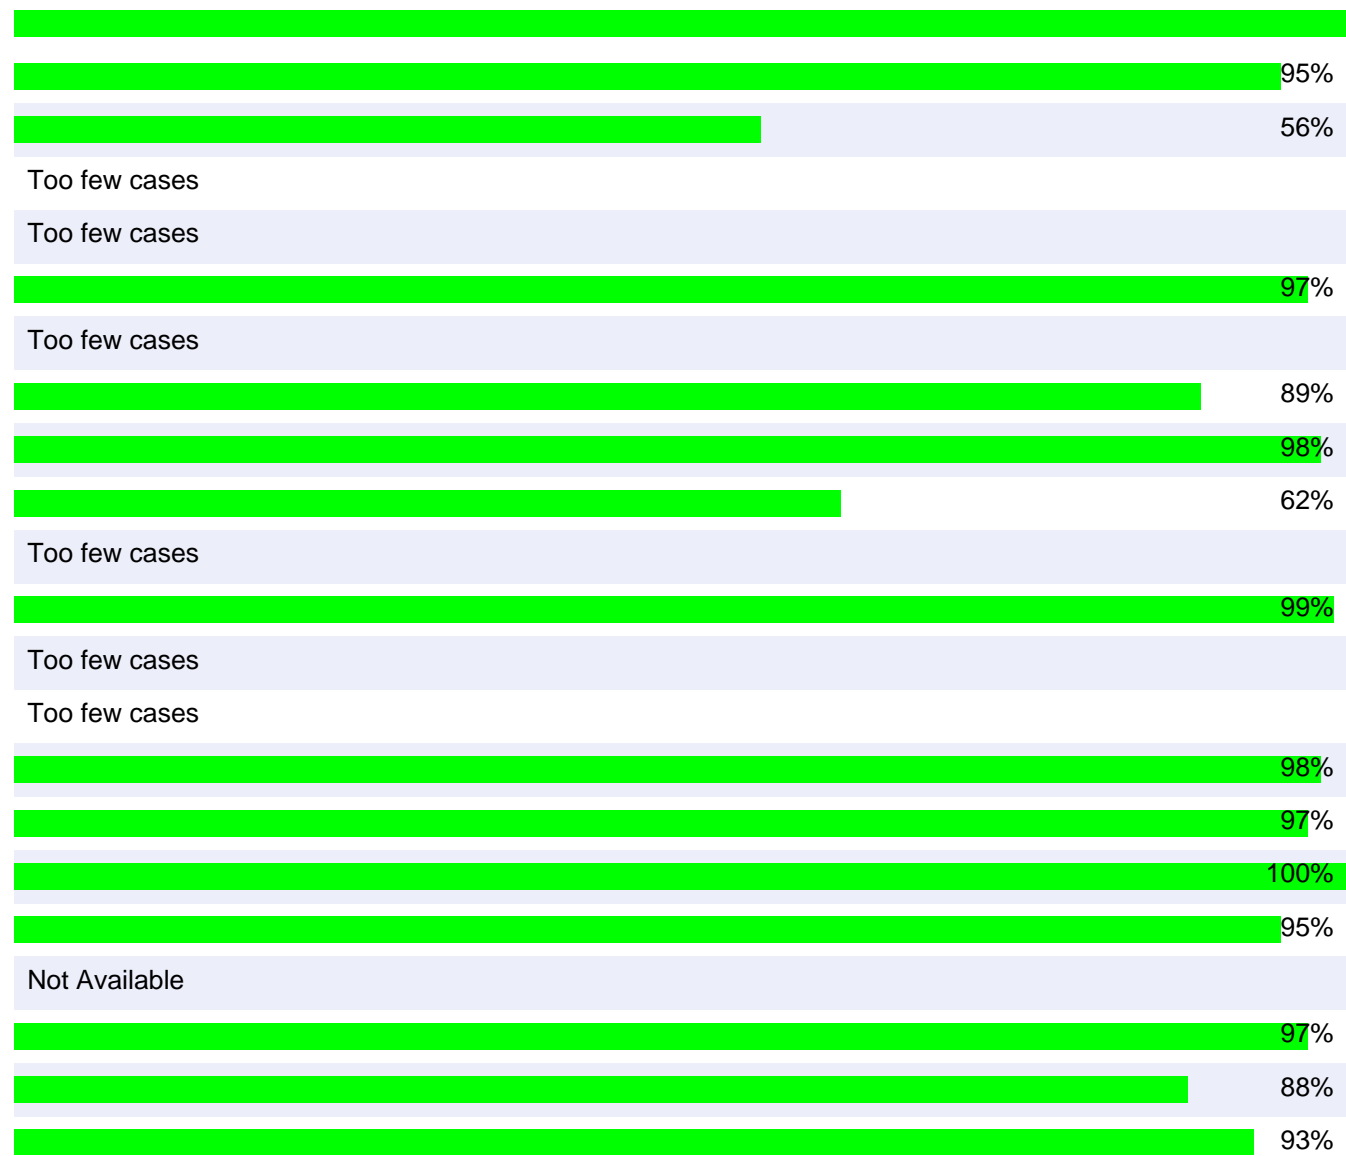 95%
56%
Too few cases
Too few cases
97%
Too few cases
89%
98%
62%
Too few cases
99%
Too few cases
Too few cases
98%
97%
100%
95%
Not Available
97%
88%
93%